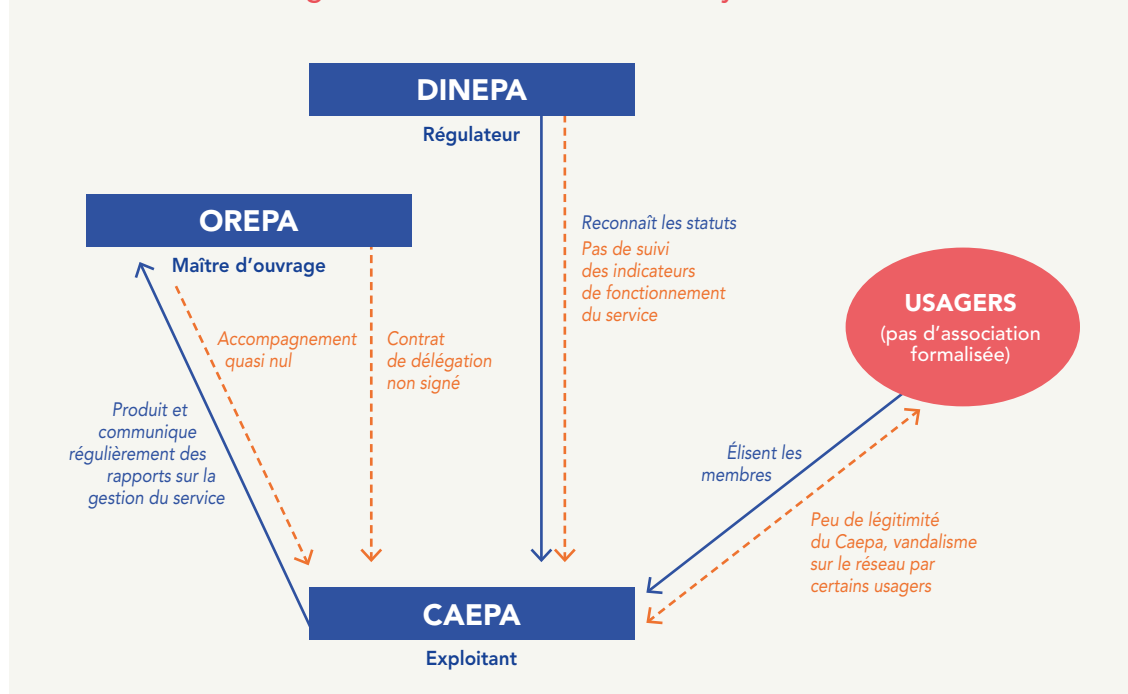 DINEPA
Régulateur
OREPA
Maître d'ouvrage
Reconnaît les statuts
Pas de suivi
des indicateurs
de fonctionnement
du service
USAGERS
(pas d'association
formalisée)
Accompagnement
quasi nul
Contrat
de délégation
non signé
Produit et
communique
régulièrement des
rapports sur la
gestion du service
Élisent les
membres
Peu de légitimité
du Caepa, vandalisme
sur le réseau par
certains usagers
CAEPA
Exploitant